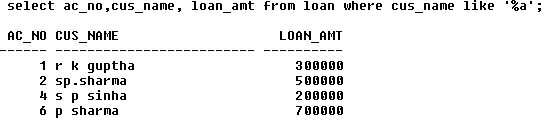 select ac_no,cus_name, loan_amt from loan where cus_name like '%a';
AC_NO CUS_NAME LOAN_AMT
------ ------------------------- ----------
1 r k guptha 300000
2 sp.sharma 500000
4 s p sinha 200000
6 p sharma 700000